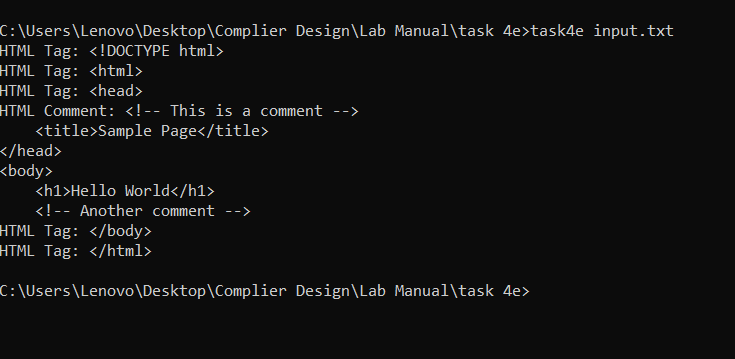 C:\Users\Lenovo\Desktop\Complier Design\Lab Manual\task 4e>task4e input.txt
HTML Tag: <!DOCTYPE html>
HTML Tag: <html>
HTML Tag: <head>
HTML Comment: <!-- This is a comment -->
    <title>Sample Page</title>
</head>
<body>
    <h1>Hello World</h1>
    <!-- Another comment -->
HTML Tag: </body>
HTML Tag: </html>
C:\Users\Lenovo\Desktop\Complier Design\Lab Manual\task 4e>